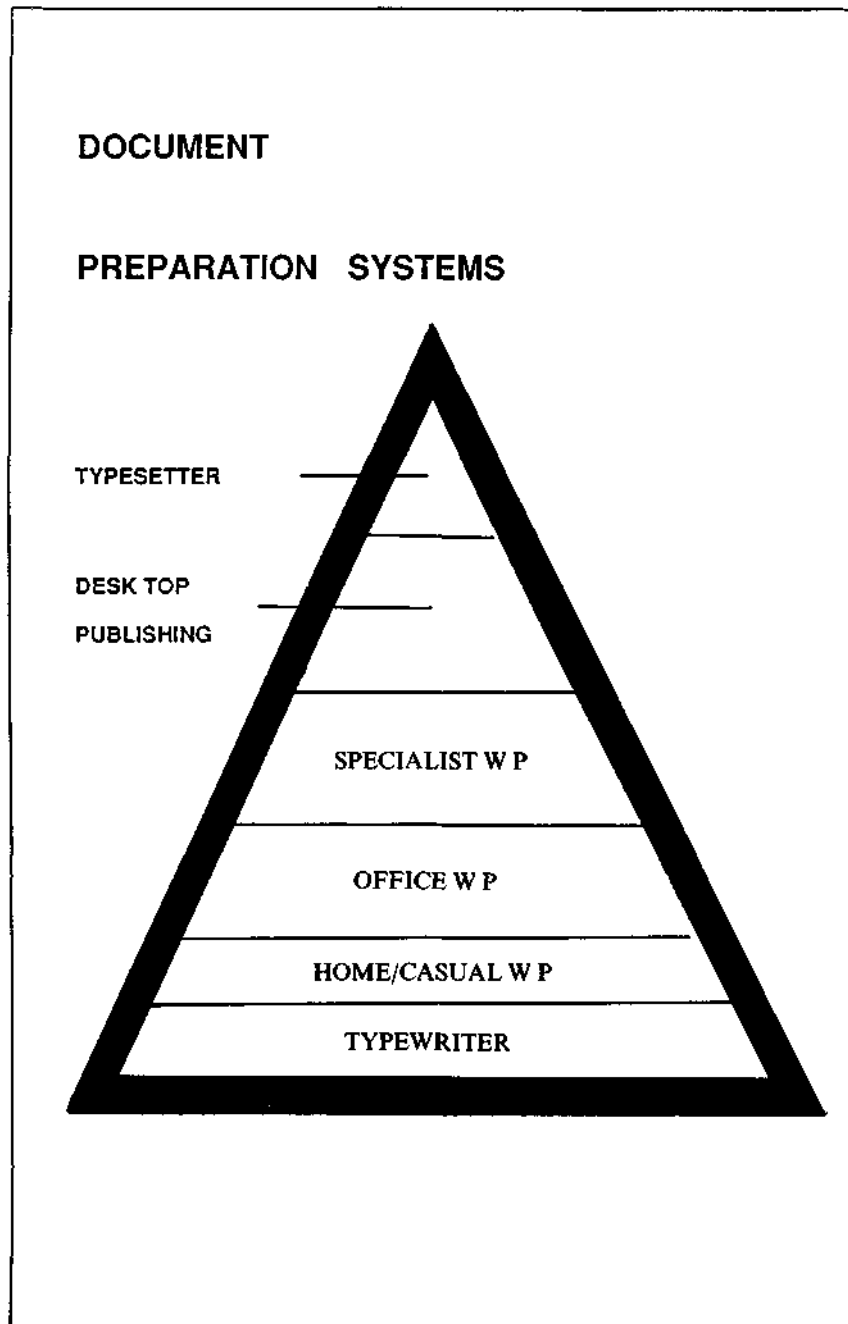 DOCUMENT
PREPARATION SYSTEMS
TYPESETTER
DESK TOP
PUBLISHING
SPECIALIST W P
OFFICE W P
HOME/CASUAL W P
TYPEWRITER